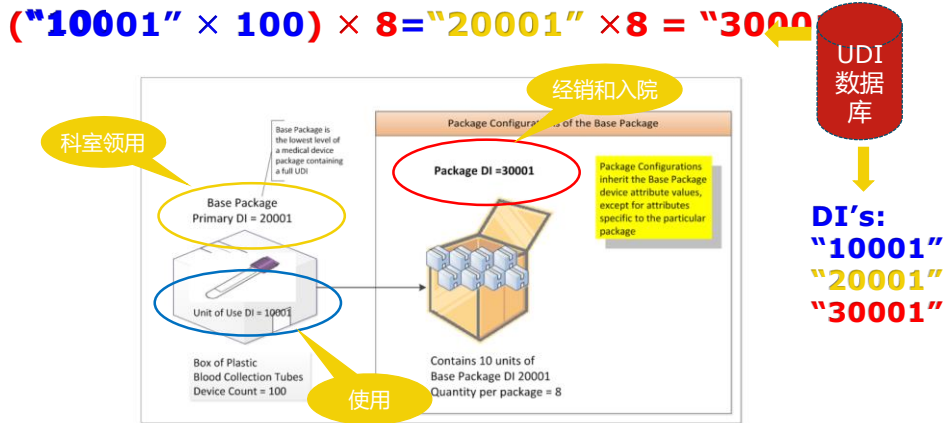 (“10001” × 100) × 8=“20001” ×8 = “3000
UDI
数据
库
经销和入院
科室领用
Base Package is
the lowest level of
a medical device
package containing
a full UDI
Package Configurations of the Base Package
Package DI =30001
Package Configurations
inherit the Base Package
device attribute values,
except for attributes
specific to the particular
package
Base Package
Primary DI = 20001
DI’s:
“10001”
“20001”
“30001”
Unit of Use DI = 10001
Box of Plastic
Blood Collection Tubes
Device Count = 100
使用
Contains 10 units of
Base Package DI 20001
Quantity per package = 8